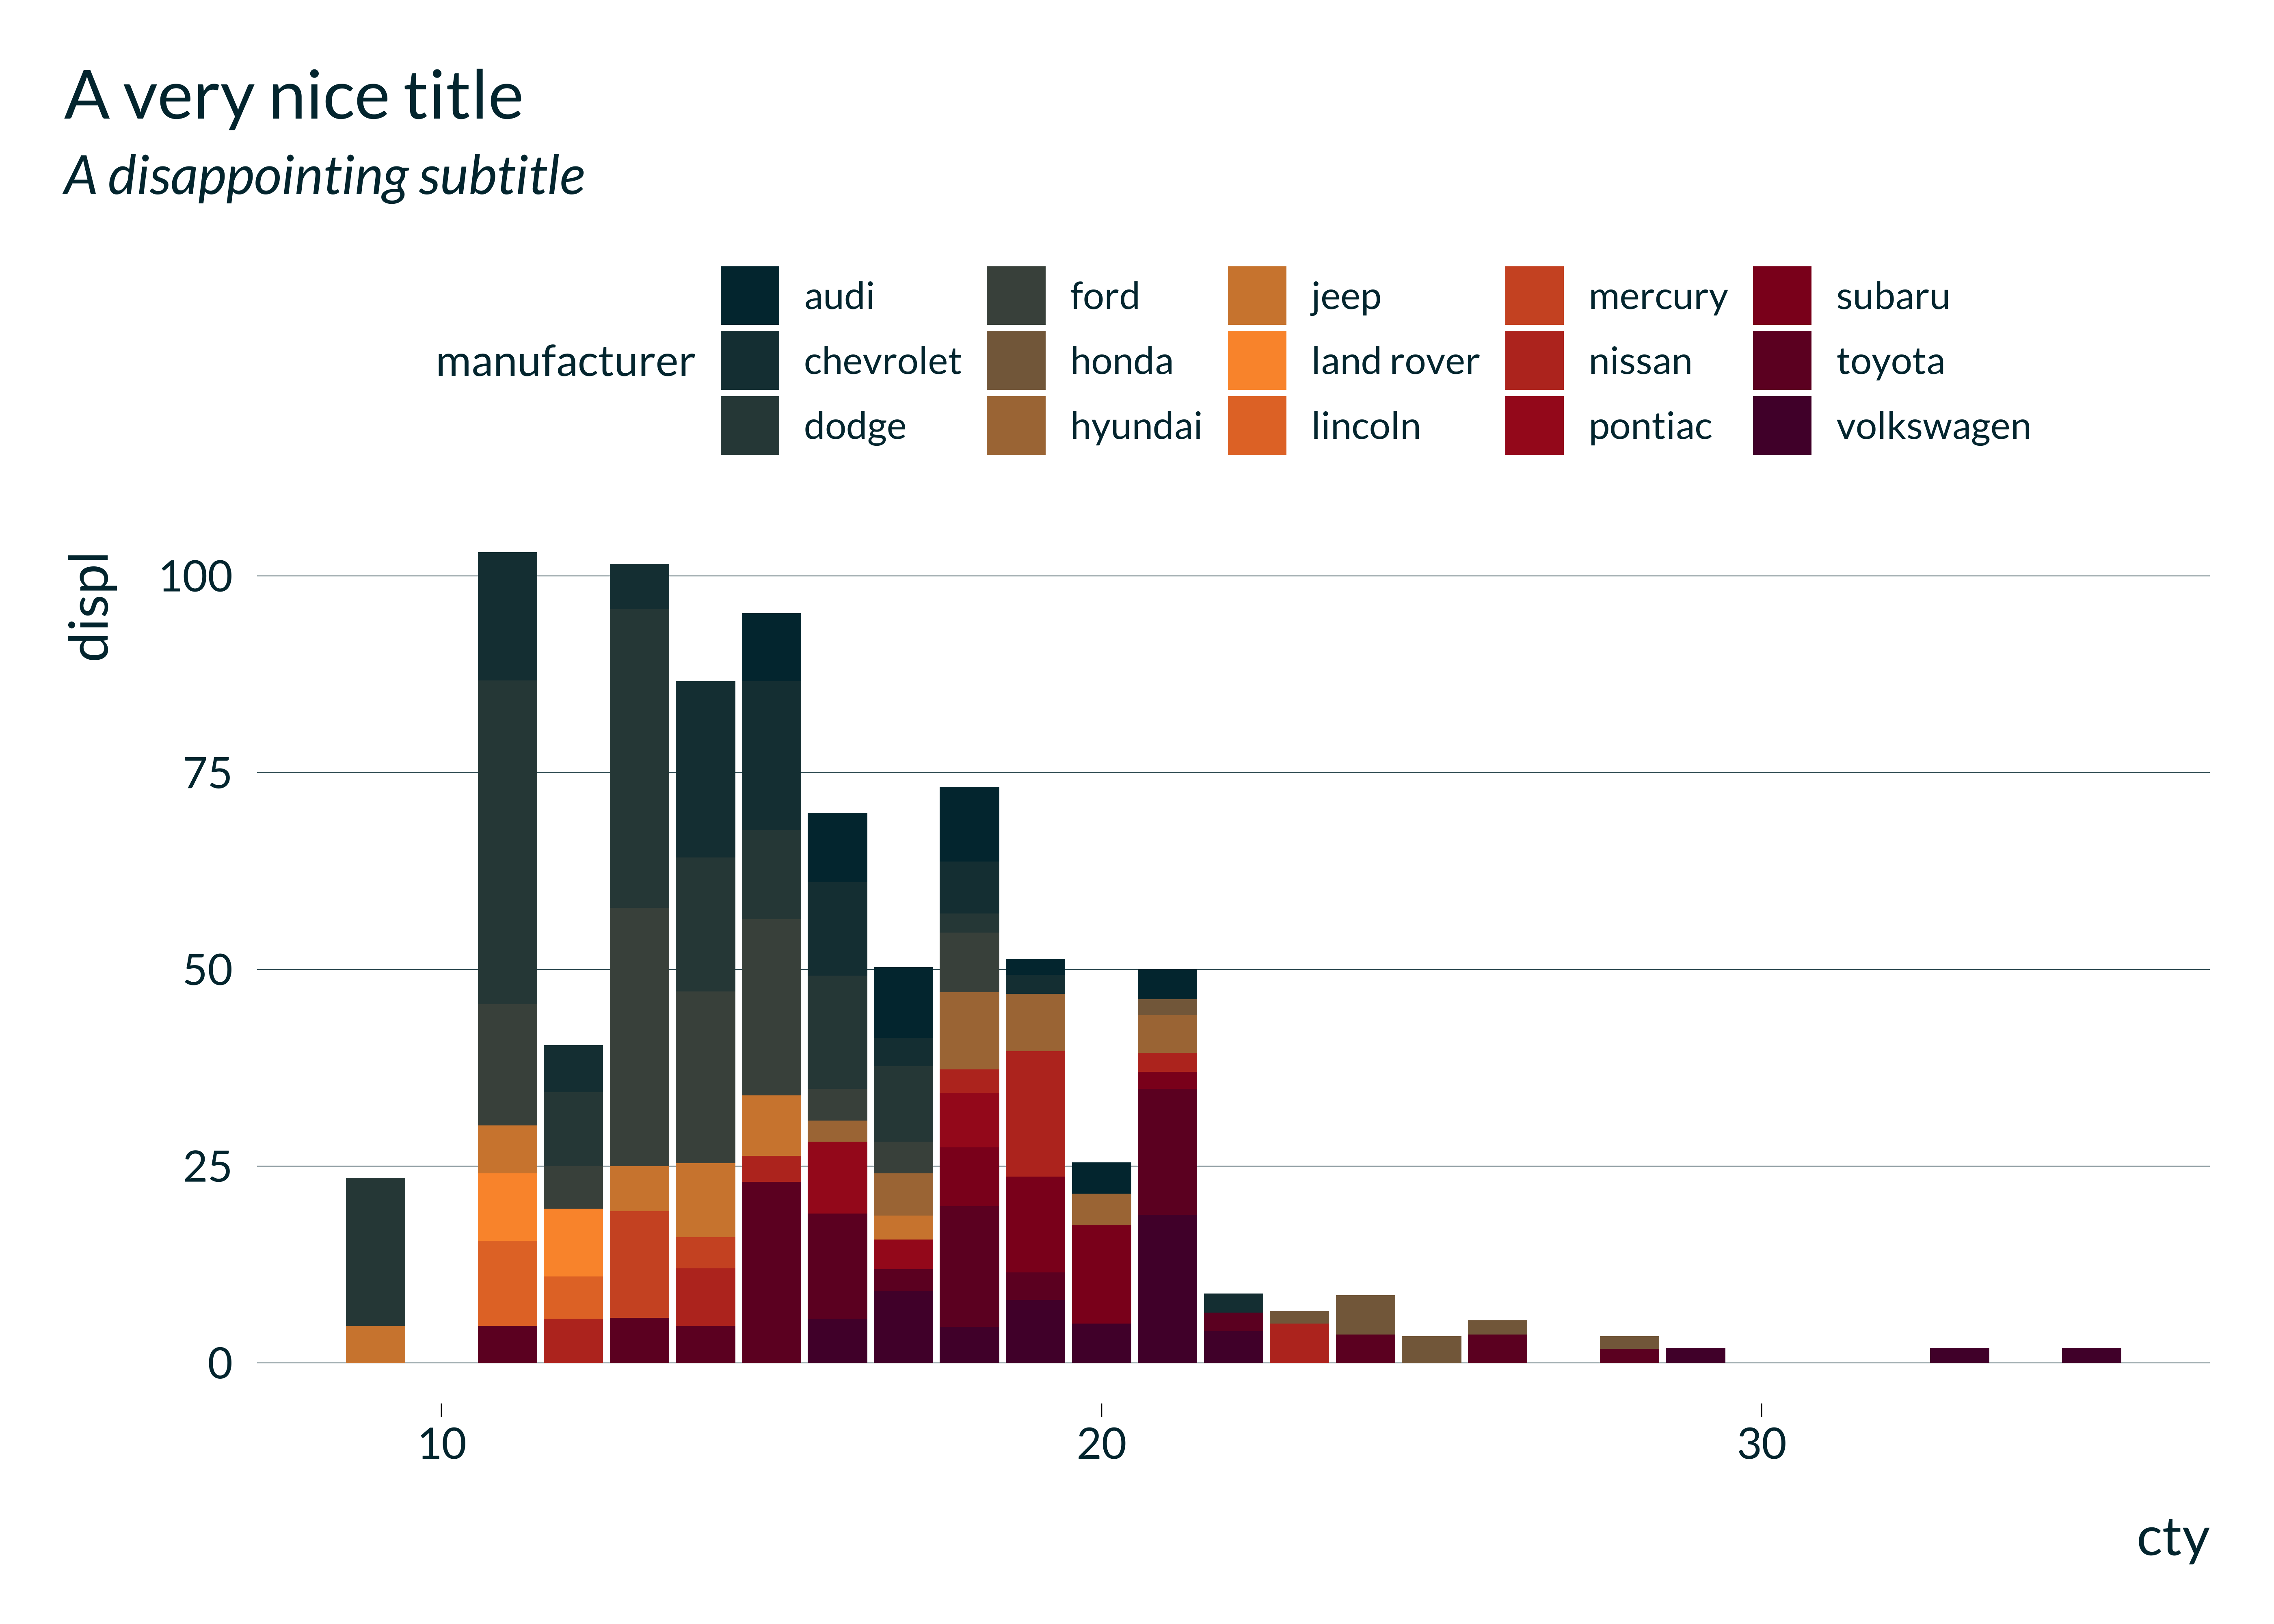 A very nice title
A disappointing subtitle
manufacturer
audi
chevrolet
dodge
ford
honda
hyundai
jeep
land rover
lincoln
mercury
nissan
pontiac
subaru
toyota
volkswagen
displ
100
75
50
25
0
10 20 30
cty